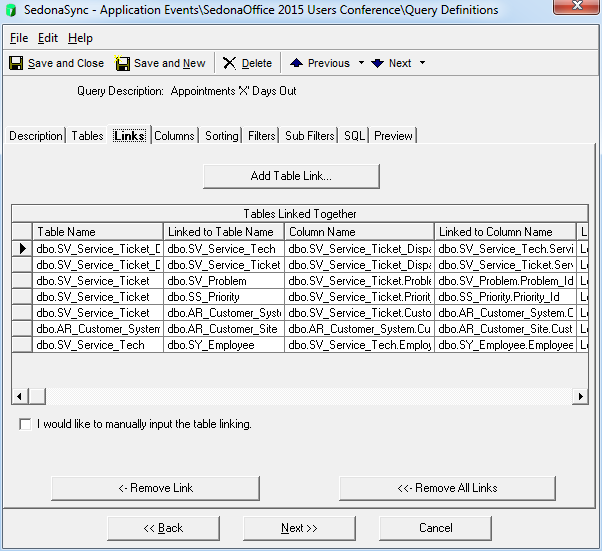 SedonaSync - Application Events\SedonaOffice 2015 Users Conference\Query Definitions
File Edit Help
Save and Close Save and New Delete Previous Next
Query Description: Appointments 'X' Days Out
Description Tables Links Columns Sorting Filters Sub Filters SQL Preview
Add Table Link...
Tables Linked Together
Table Name Linked to Table Name Column Name Linked to Column Name L
dbo.SV_Service_Ticket_D dbo.SV_Service_Tech dbo.SV_Service_Ticket_Dispa dbo.SV_Service_Tech.Servi Le
dbo.SV_Service_Ticket_D dbo.SV_Service_Ticket dbo.SV_Service_Ticket_Dispa dbo.SV_Service_Ticket.Serv Le
dbo.SV_Service_Ticket dbo.SV_Problem dbo.SV_Service_Ticket.Proble dbo.SV_Problem.Problem_Id Le
dbo.SV_Service_Ticket dbo.SS_Priority dbo.SV_Service_Ticket.Priority dbo.SS_Priority.Priority_Id Le
dbo.SV_Service_Ticket dbo.AR_Customer_Syste dbo.SV_Service_Ticket.Custo dbo.AR_Customer_System.C Le
dbo.AR_Customer_System dbo.AR_Customer_Site dbo.AR_Customer_System.Cu dbo.AR_Customer_Site.Cust Le
dbo.SV_Service_Tech dbo.SY_Employee dbo.SV_Service_Tech.Employ dbo.SY_Employee.Employee Le
I would like to manually input the table linking.
<- Remove Link <<- Remove All Links
<< Back Next >> Cancel